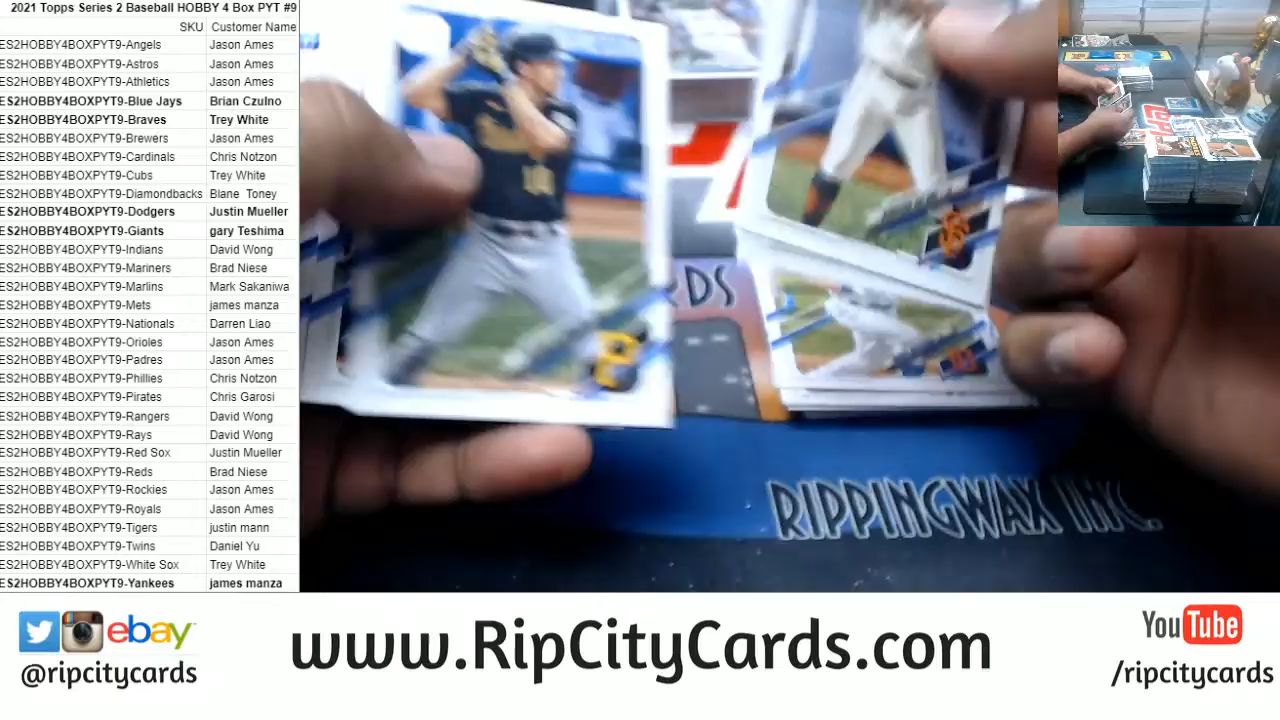 2021 Topps Series 2 Baseball HOBBY 4 Box PYT #9
SKU Customer Name
ES2HOBBY4BOXPYT9-Angels Jason Ames
ES2HOBBY4BOXPYT9-Astros Jason Ames
ES2HOBBY4BOXPYT9-Athletics Jason Ames
ES2HOBBY4BOXPYT9-Blue Jays Brian Czulno
ES2HOBBY4BOXPYT9-Braves Trey White
ES2HOBBY4BOXPYT9-Brewers Jason Ames
ES2HOBBY4BOXPYT9-Cardinals Chris Notzon
ES2HOBBY4BOXPYT9-Cubs Trey White
ES2HOBBY4BOXPYT9-Diamondbacks Blane Toney
ES2HOBBY4BOXPYT9-Dodgers Justin Mueller
ES2HOBBY4BOXPYT9-Giants gary Teshima
ES2HOBBY4BOXPYT9-Indians David Wong
ES2HOBBY4BOXPYT9-Mariners Brad Niese
ES2HOBBY4BOXPYT9-Marlins Mark Sakaniwa
ES2HOBBY4BOXPYT9-Mets james manza
ES2HOBBY4BOXPYT9-Nationals Darren Liao
ES2HOBBY4BOXPYT9-Orioles Jason Ames
ES2HOBBY4BOXPYT9-Padres Jason Ames
ES2HOBBY4BOXPYT9-Phillies Chris Notzon
ES2HOBBY4BOXPYT9-Pirates Chris Garosi
ES2HOBBY4BOXPYT9-Rangers David Wong
ES2HOBBY4BOXPYT9-Rays David Wong
ES2HOBBY4BOXPYT9-Red Sox Justin Mueller
ES2HOBBY4BOXPYT9-Reds Brad Niese
ES2HOBBY4BOXPYT9-Rockies Jason Ames
ES2HOBBY4BOXPYT9-Royals Jason Ames
ES2HOBBY4BOXPYT9-Tigers justin mann
ES2HOBBY4BOXPYT9-Twins Daniel Yu
ES2HOBBY4BOXPYT9-White Sox Trey White
ES2HOBBY4BOXPYT9-Yankees james manza
RDS
RIPPINGWAX INC.
ebay
@ripcitycards
www.RipCityCards.com
YouTube
/ripcitycards